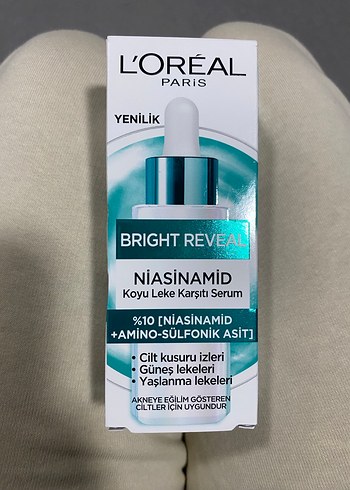 L'ORÉAL
PARIS
YENİLİK
BRIGHT REVEAL
NİASİNAMİD
Koyu Leke Karşıtı Serum
%10 [NİASİNAMİD
+AMİNO-SÜLFONİK ASİT]
• Cilt kusuru izleri
• Güneş lekeleri
• Yaşlanma lekeleri
AKNEYE EĞİLİM GÖSTEREN
CİLTLER İÇİN UYGUNDUR